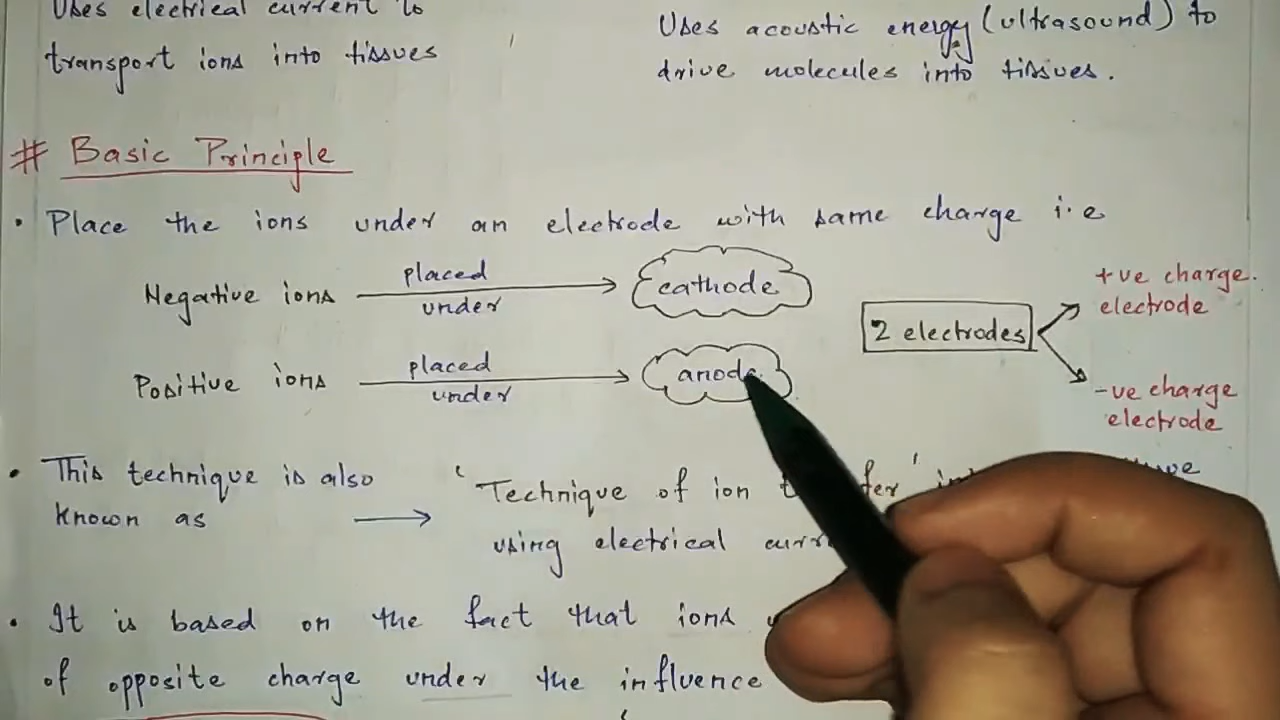 Uses electrical current to
transport ions into tissues
Uses acoustic energy (ultrasound) to
drive molecules into tissues.
# Basic Principle
• Place the ions under an electrode with same charge i.e
Negative ions placed under cathode
Positive ions placed under anode
2 electrodes
+ve charge.
electrode
-ve charge
electrode
• This technique is also
known as
'Technique of ion
using electrical
• It is based on the fact that ions
of opposite charge under the influence